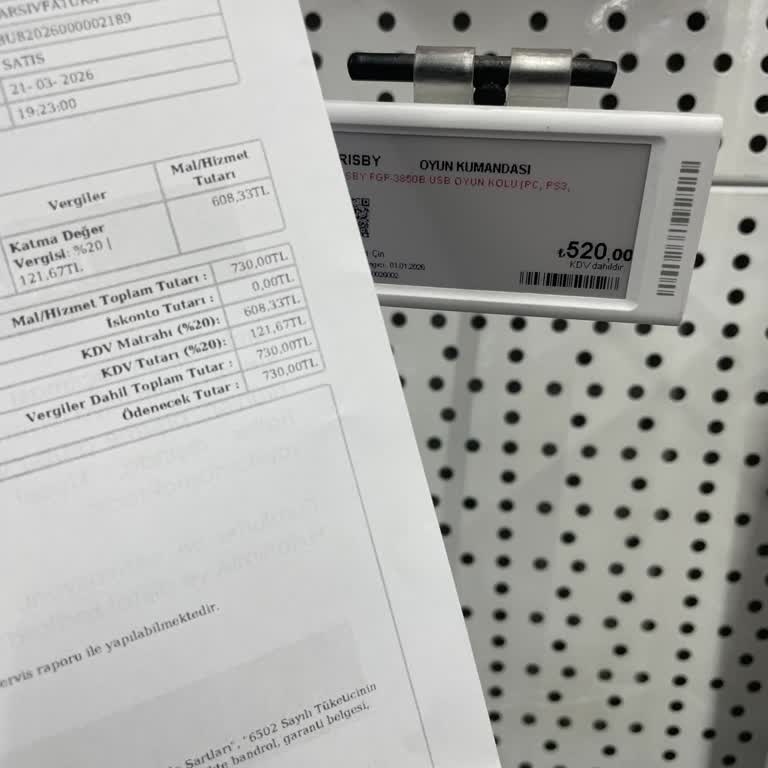 ARSIVFATURA
BU82026000002189
SATIS
21- 03- 2026
19:23:00
Vergiler
Mal/Hizmet
Tutarı
Katma Değer
Vergisi: %20 |
121,67TL
608,33TL
Mal/Hizmet Toplam Tutarı : 730,00TL
İskonto Tutarı : 0,00TL
KDV Matrahı (%20): 608,33TL
KDV Tutarı (%20): 121,67TL
Vergiler Dahil Toplam Tutar : 730,00TL
Ödenecek Tutar : 730,00TL
ervis raporu ile yapılabilmektedir.
Şartları", "6502 Sayılı Tüketicinin
kte bandrol, garanti belgesi,
RISBY OYUN KUMANDASI
SBY FGP-3850B USB OYUN KOLU [PC, PS3,
Çin
01.01.2026
₺520,00
KDV dahildir